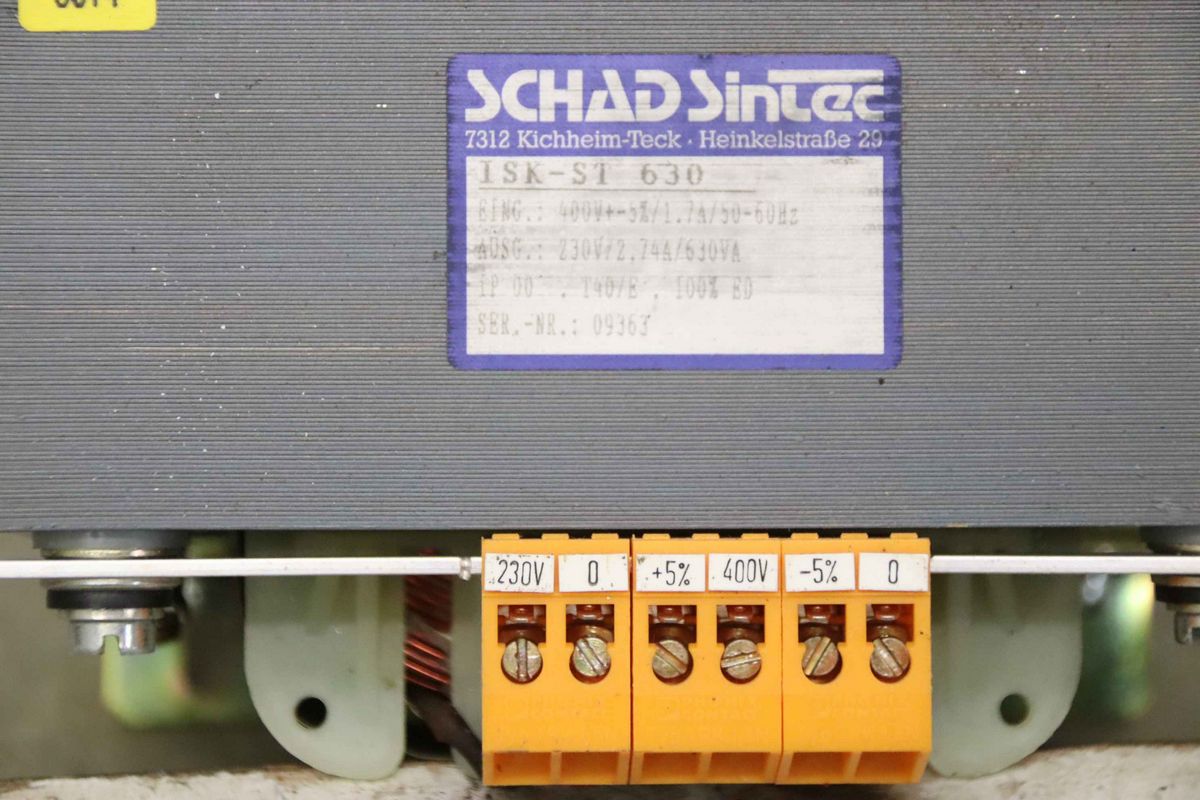 SCHAD Sintec
7312 Kichheim-Teck · Heinkelstraße 29
ISK-ST 630
EING.: 400V+-5%/1.7A/50-60Hz
AUSG.: 230V/2,74A/630VA
IP 00 . T40/E . 100% ED
SER.-NR.: 09363
230V 0 +5% 400V -5% 0